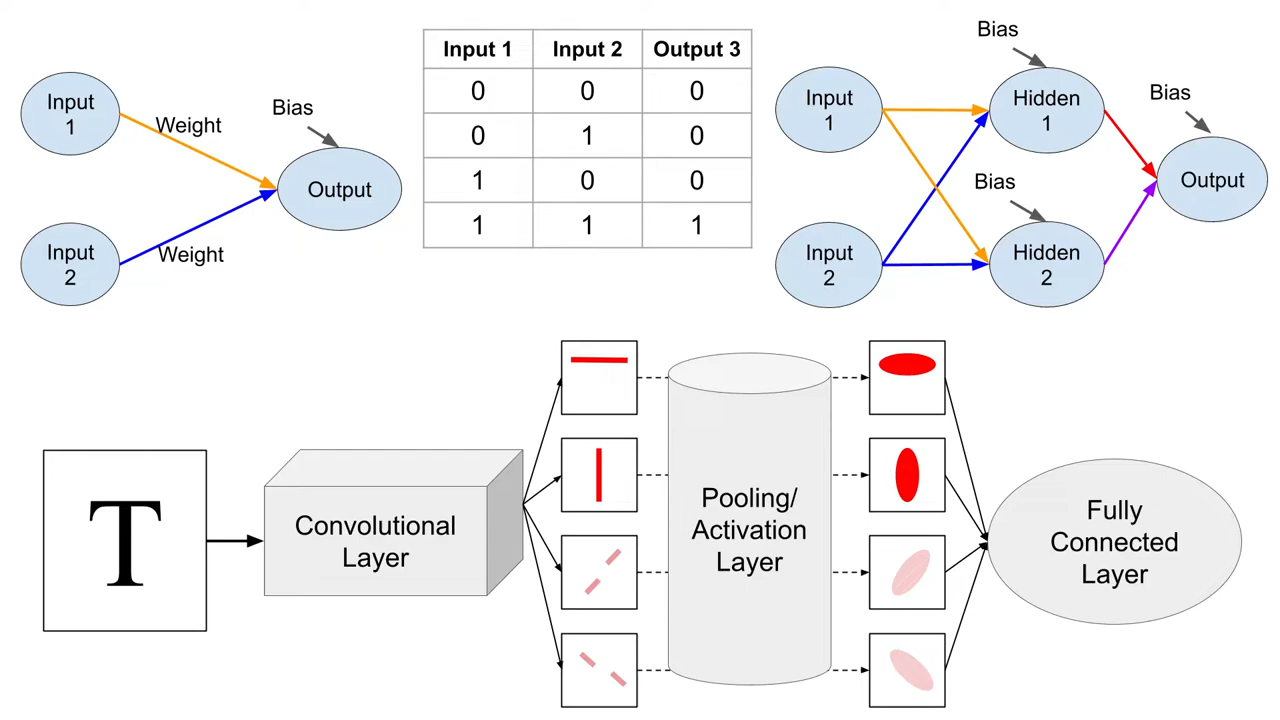 Input
1
Weight
Bias
Output
Input
2
Weight
Input 1 Input 2 Output 3
0 0 0
0 1 0
1 0 0
1 1 1
Bias
Input
1
Hidden
1
Bias
Output
Bias
Input
2
Hidden
2
T
Convolutional
Layer
Pooling/
Activation
Layer
Fully
Connected
Layer